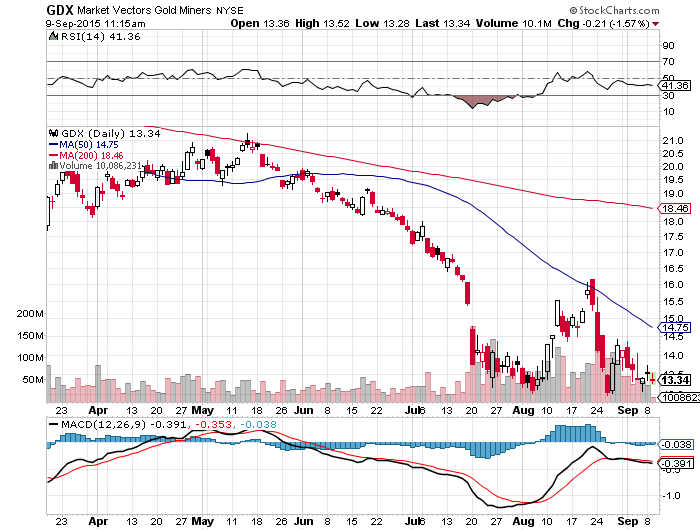 GDX Market Vectors Gold Miners NYSE © StockCharts.com
9-Sep-2015 11:15am Open 13.36 High 13.52 Low 13.28 Last 13.34 Volume 10.1M Chg -0.21 (-1.57%)
RSI(14) 41.36
90
70
50
41.36
30
10
GDX (Daily) 13.34
MA(50) 14.75
MA(200) 18.46
Volume 10,086,231
21.0
20.5
20.0
19.5
19.0
18.46
18.0
17.5
17.0
16.5
16.0
15.5
15.0
14.75
14.5
14.0
13.5
13.34
200M
150M
100M
50M
1008623
23 Apr 13 20 27 May 11 18 26 Jun 8 15 22 Jul 6 13 20 27 Aug 10 17 24 Sep 8
MACD(12,26,9) -0.391, -0.353, -0.038
-0.038
-0.391
-0.5
-1.0
23 Apr 13 20 27 May 11 18 26 Jun 8 15 22 Jul 6 13 20 27 Aug 10 17 24 Sep 8